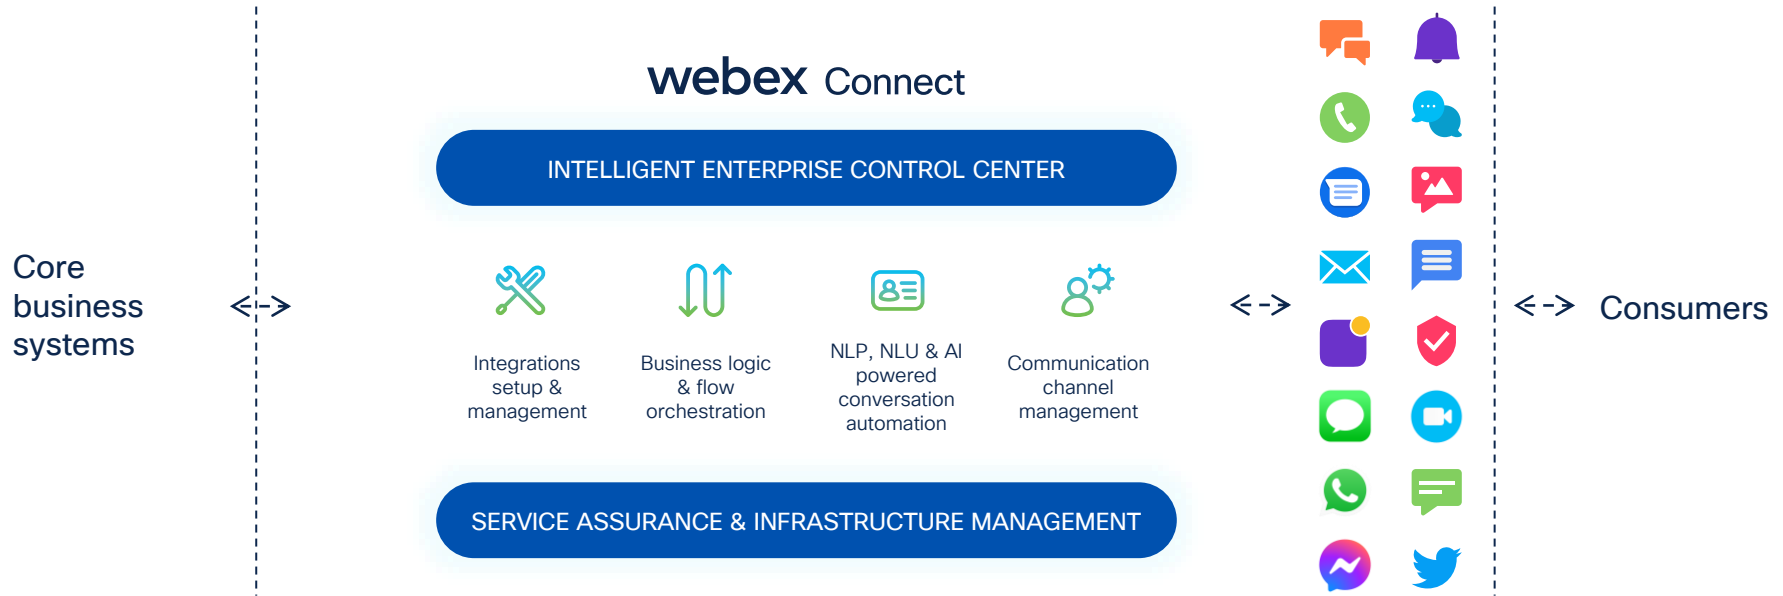 webex Connect
INTELLIGENT ENTERPRISE CONTROL CENTER
Core
business
systems
Integrations
setup &
management
Business logic
& flow
orchestration
NLP, NLU & AI
powered
conversation
automation
Communication
channel
management
Consumers
SERVICE ASSURANCE & INFRASTRUCTURE MANAGEMENT